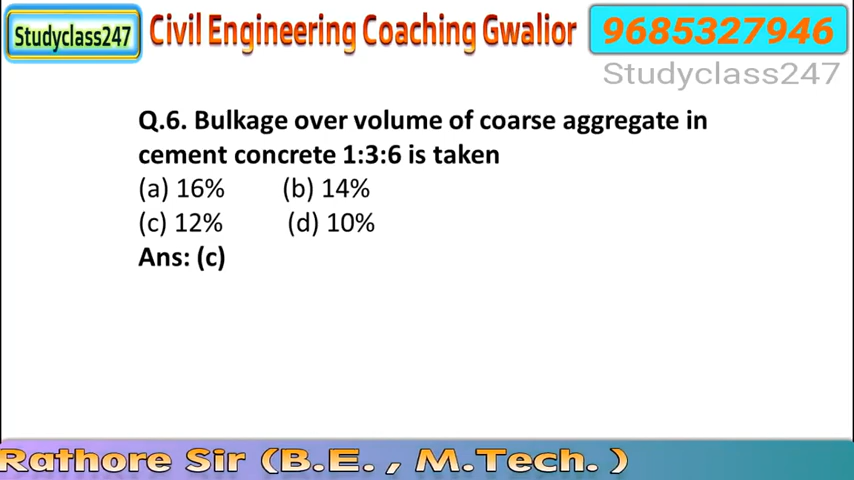 Studyclass247 Civil Engineering Coaching Gwalior 9685327946
Studyclass247
Q.6. Bulkage over volume of coarse aggregate in
cement concrete 1:3:6 is taken
(a) 16% (b) 14%
(c) 12% (d) 10%
Ans: (c)
Rathore Sir (B.E. , M.Tech. )